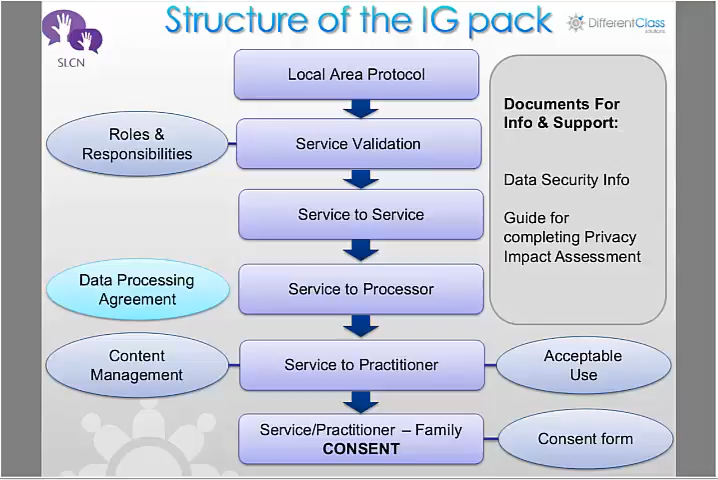 Structure of the IG pack
DifferentClass
solutions
SLCN
Local Area Protocol
Roles &
Responsibilities
Service Validation
Service to Service
Data Processing
Agreement
Service to Processor
Content
Management
Service to Practitioner
Acceptable
Use
Service/Practitioner – Family
CONSENT
Consent form
Documents For
Info & Support:
Data Security Info
Guide for
completing Privacy
Impact Assessment